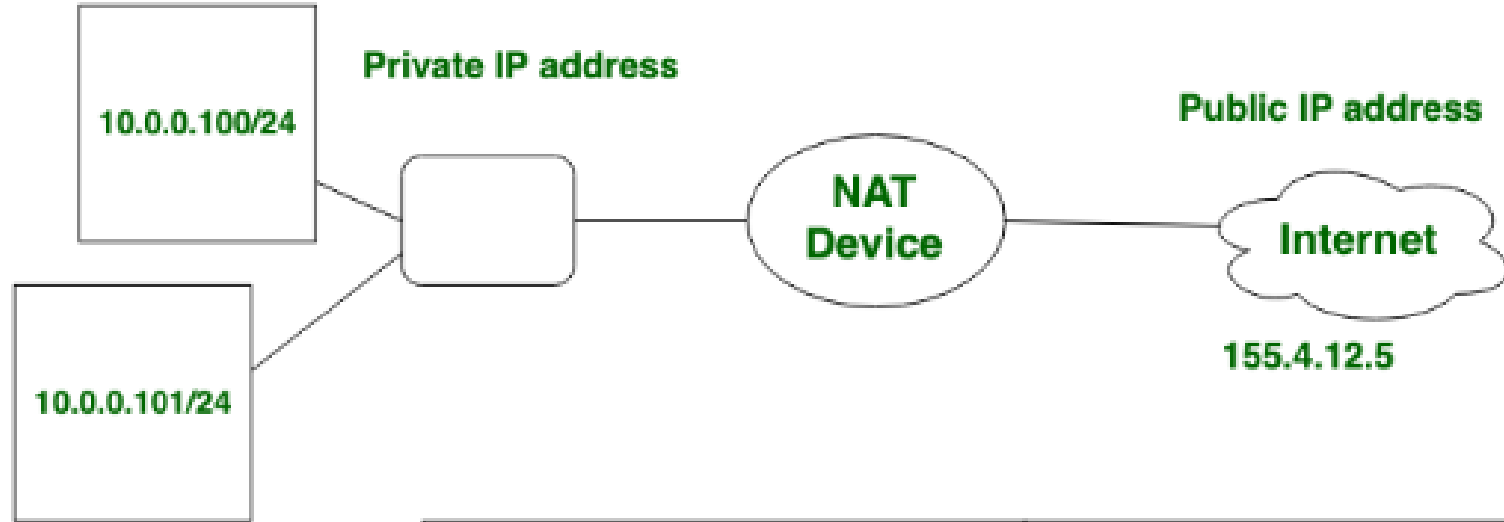 Private IP address
10.0.0.100/24
Public IP address
NAT
Device
Internet
155.4.12.5
10.0.0.101/24